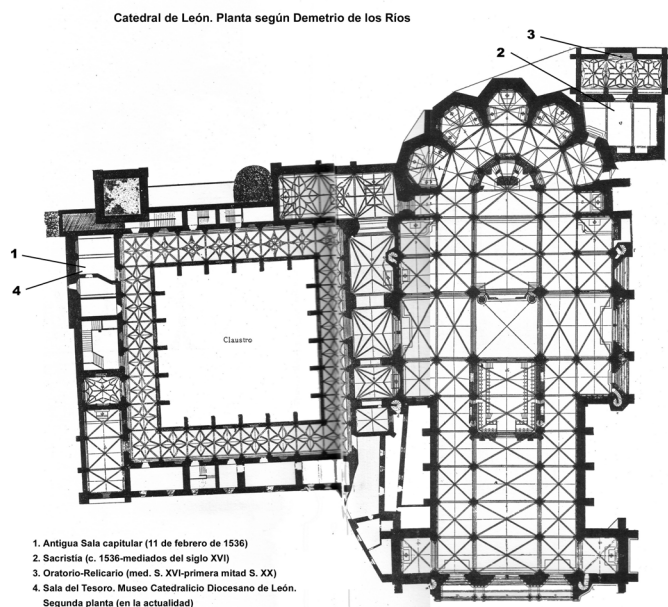 Catedral de León. Planta según Demetrio de los Ríos
3
2
1
4
Claustro
1. Antigua Sala capitular (11 de febrero de 1536)
2. Sacristía (c. 1536-mediados del siglo XVI)
3. Oratorio-Relicario (med. S. XVI-primera mitad S. XX)
4. Sala del Tesoro. Museo Catedralicio Diocesano de León.
Segunda planta (en la actualidad)